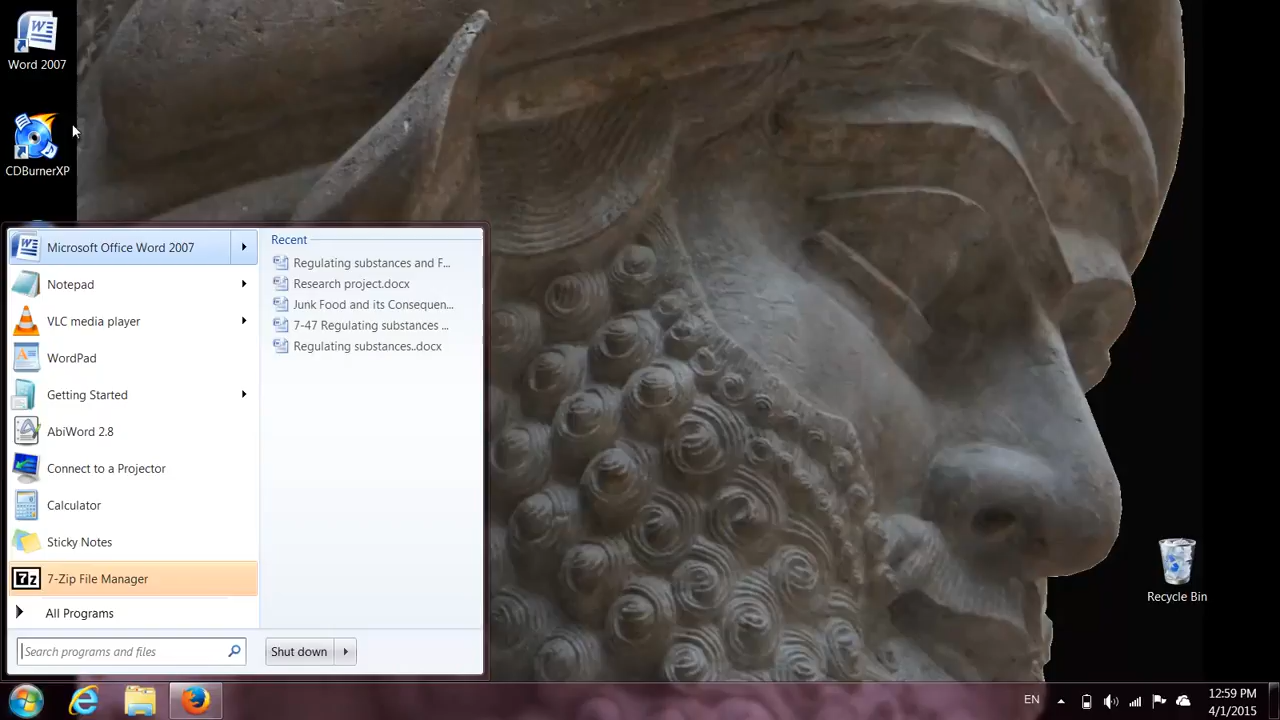 Word 2007
CDBurnerXP
Microsoft Office Word 2007
Notepad
VLC media player
WordPad
Getting Started
AbiWord 2.8
Connect to a Projector
Calculator
Sticky Notes
7z
7-Zip File Manager
All Programs
Search programs and files
Recent
Regulating substances and F...
Research project.docx
Junk Food and its Consequen...
7-47 Regulating substances ...
Regulating substances..docx
Shut down
Recycle Bin
EN
12:59 PM
4/1/2015